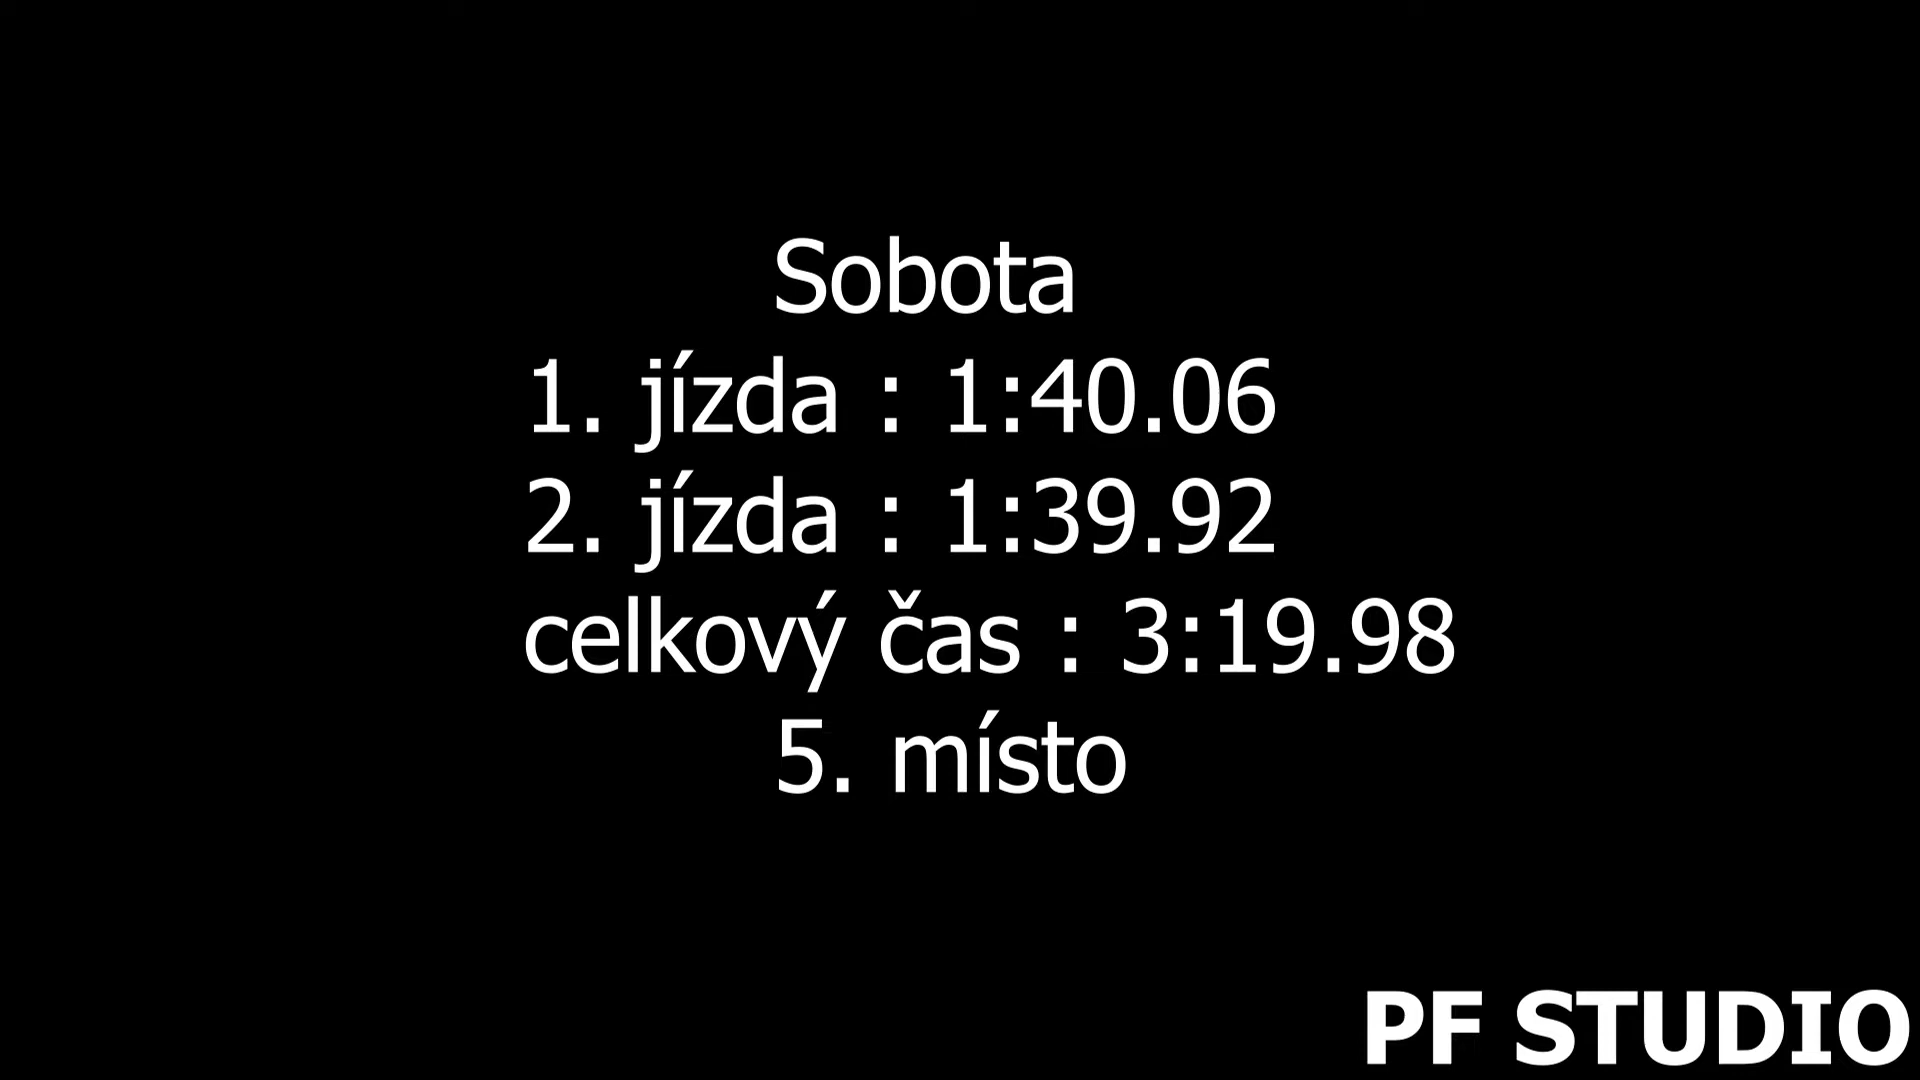 Sobota
1. jízda : 1:40.06
2. jízda : 1:39.92
celkový čas : 3:19.98
5. místo
PF STUDIO